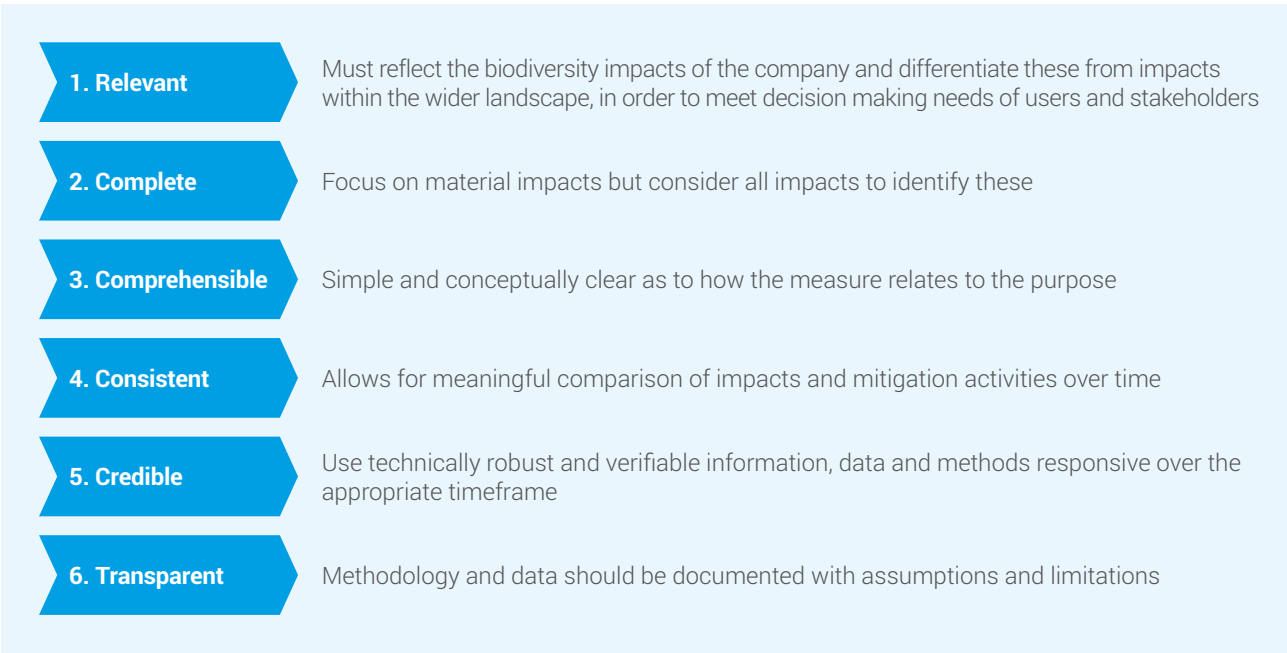 1. Relevant
Must reflect the biodiversity impacts of the company and differentiate these from impacts
within the wider landscape, in order to meet decision making needs of users and stakeholders
2. Complete
Focus on material impacts but consider all impacts to identify these
3. Comprehensible
Simple and conceptually clear as to how the measure relates to the purpose
4. Consistent
Allows for meaningful comparison of impacts and mitigation activities over time
5. Credible
Use technically robust and verifiable information, data and methods responsive over the
appropriate timeframe
6. Transparent
Methodology and data should be documented with assumptions and limitations